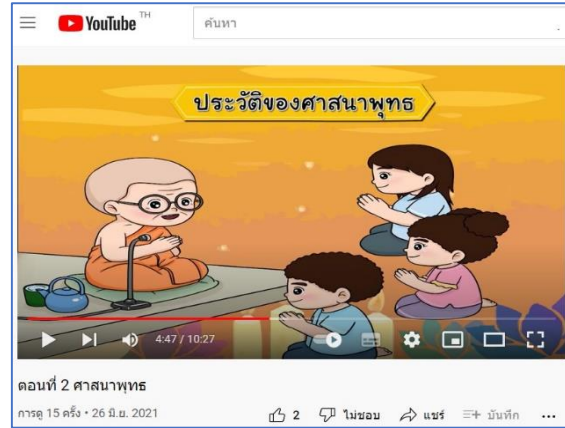 YouTube TH
ค้นหา
ประวัติของศาสนาพุทธ
4:47 / 10:27
ตอนที่ 2 ศาสนาพุทธ
การดู 15 ครั้ง • 26 มิ.ย. 2021 2 ไม่ชอบ แชร์ บันทึก